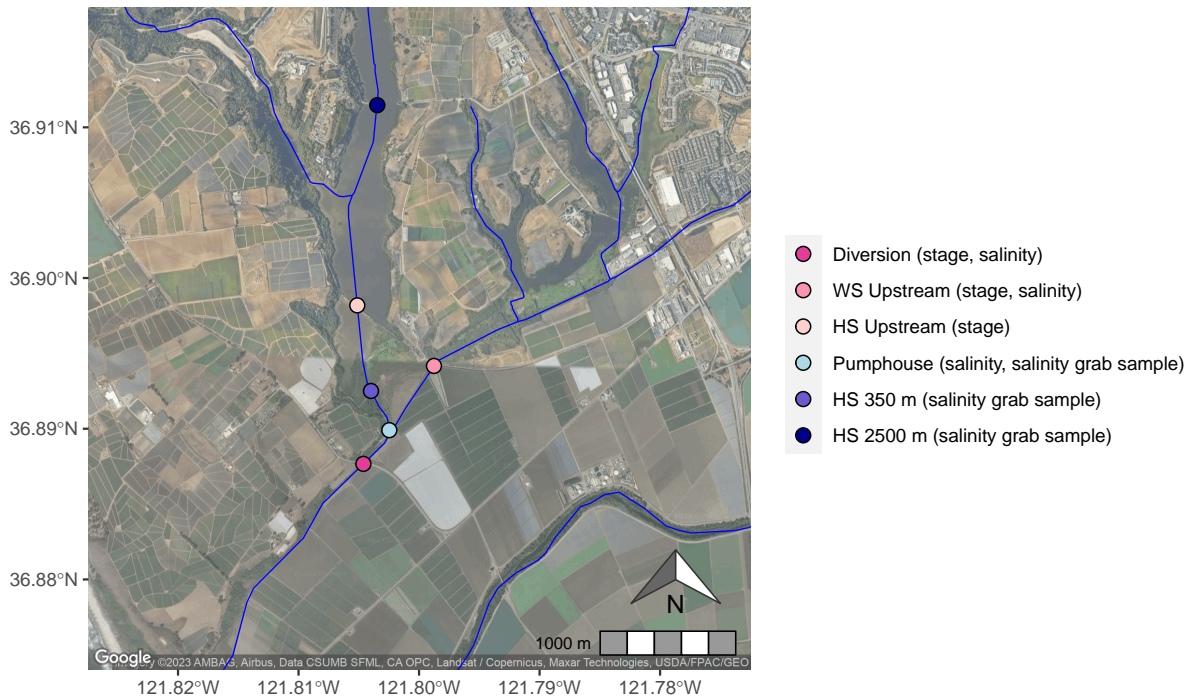 36.91°N
36.90°N
36.89°N
36.88°N
121.82°W
121.81°W
121.80°W
121.79°W
121.78°W
N
1000 m
Google
©2023 AMBAG, Airbus, Data CSUMB SFML, CA OPC, Landsat / Copernicus, Maxar Technologies, USDA/FPAC/GEO
Diversion (stage, salinity)
WS Upstream (stage, salinity)
HS Upstream (stage)
Pumphouse (salinity, salinity grab sample)
HS 350 m (salinity grab sample)
HS 2500 m (salinity grab sample)